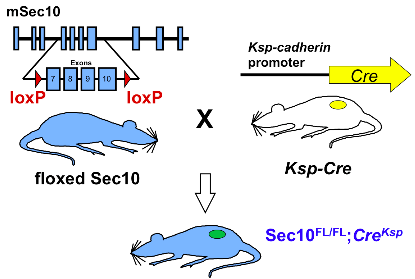 mSec10
Exons
7 8 9 10
loxP loxP
floxed Sec10
X
Ksp-cadherin
promoter
Cre
Ksp-Cre
Sec10FL/FL;CreKsp